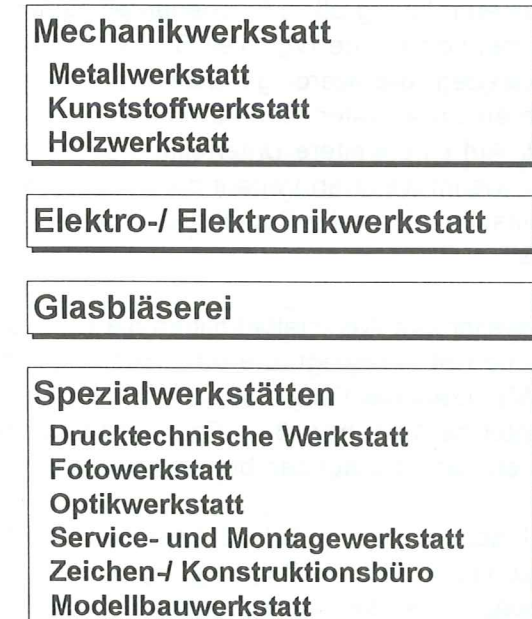 Mechanikwerkstatt
Metallwerkstatt
Kunststoffwerkstatt
Holzwerkstatt
Elektro-/ Elektronikwerkstatt
Glasbläserei
Spezialwerkstätten
Drucktechnische Werkstatt
Fotowerkstatt
Optikwerkstatt
Service- und Montagewerkstatt
Zeichen-/ Konstruktionsbüro
Modellbauwerkstatt